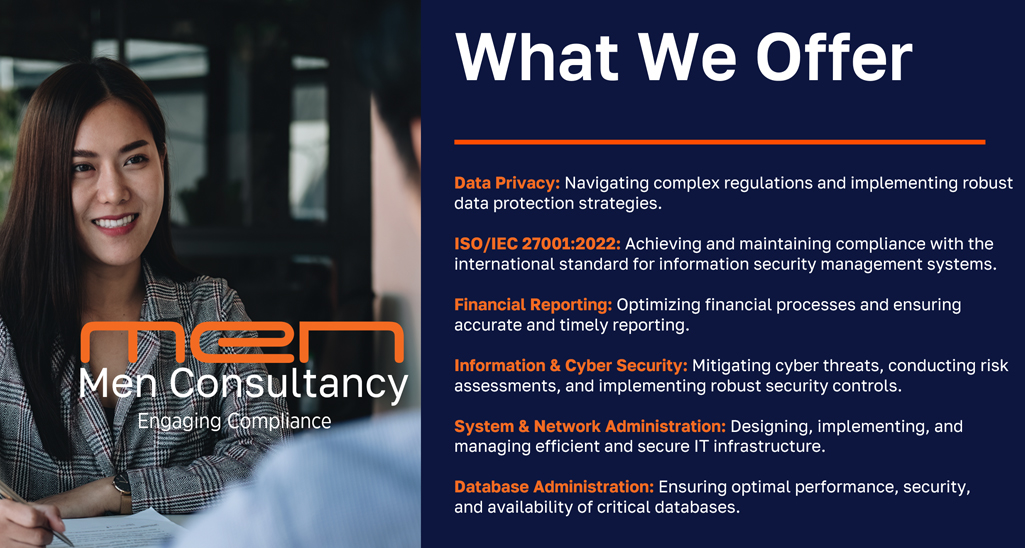 men
Men Consultancy
Engaging Compliance
What We Offer
Data Privacy: Navigating complex regulations and implementing robust
data protection strategies.
ISO/IEC 27001:2022: Achieving and maintaining compliance with the
international standard for information security management systems.
Financial Reporting: Optimizing financial processes and ensuring
accurate and timely reporting.
Information & Cyber Security: Mitigating cyber threats, conducting risk
assessments, and implementing robust security controls.
System & Network Administration: Designing, implementing, and
managing efficient and secure IT infrastructure.
Database Administration: Ensuring optimal performance, security,
and availability of critical databases.